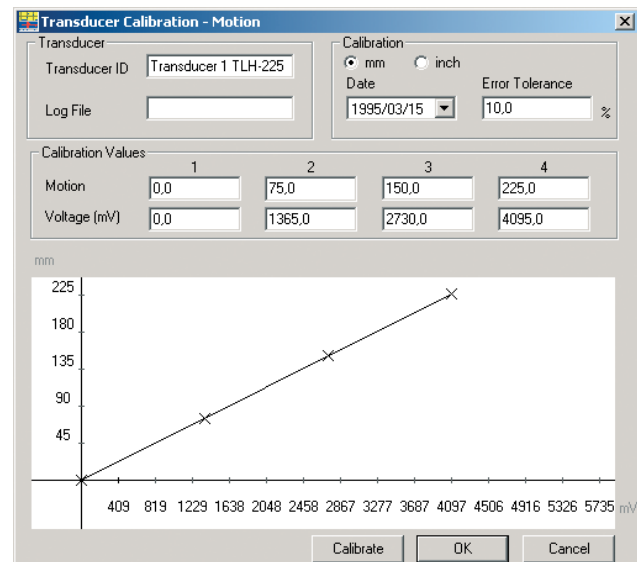 Transducer Calibration - Motion
Transducer
Calibration
Transducer ID Transducer 1 TLH-225
mm inch
Date Error Tolerance
Log File
1995/03/15 10,0 %
Calibration Values
1 2 3 4
Motion 0,0 75,0 150,0 225,0
Voltage (mV) 0,0 1365,0 2730,0 4095,0
mm
225
180
135
90
45
409 819 1229 1638 2048 2458 2867 3277 3687 4097 4506 4916 5326 5735 mV
Calibrate OK Cancel